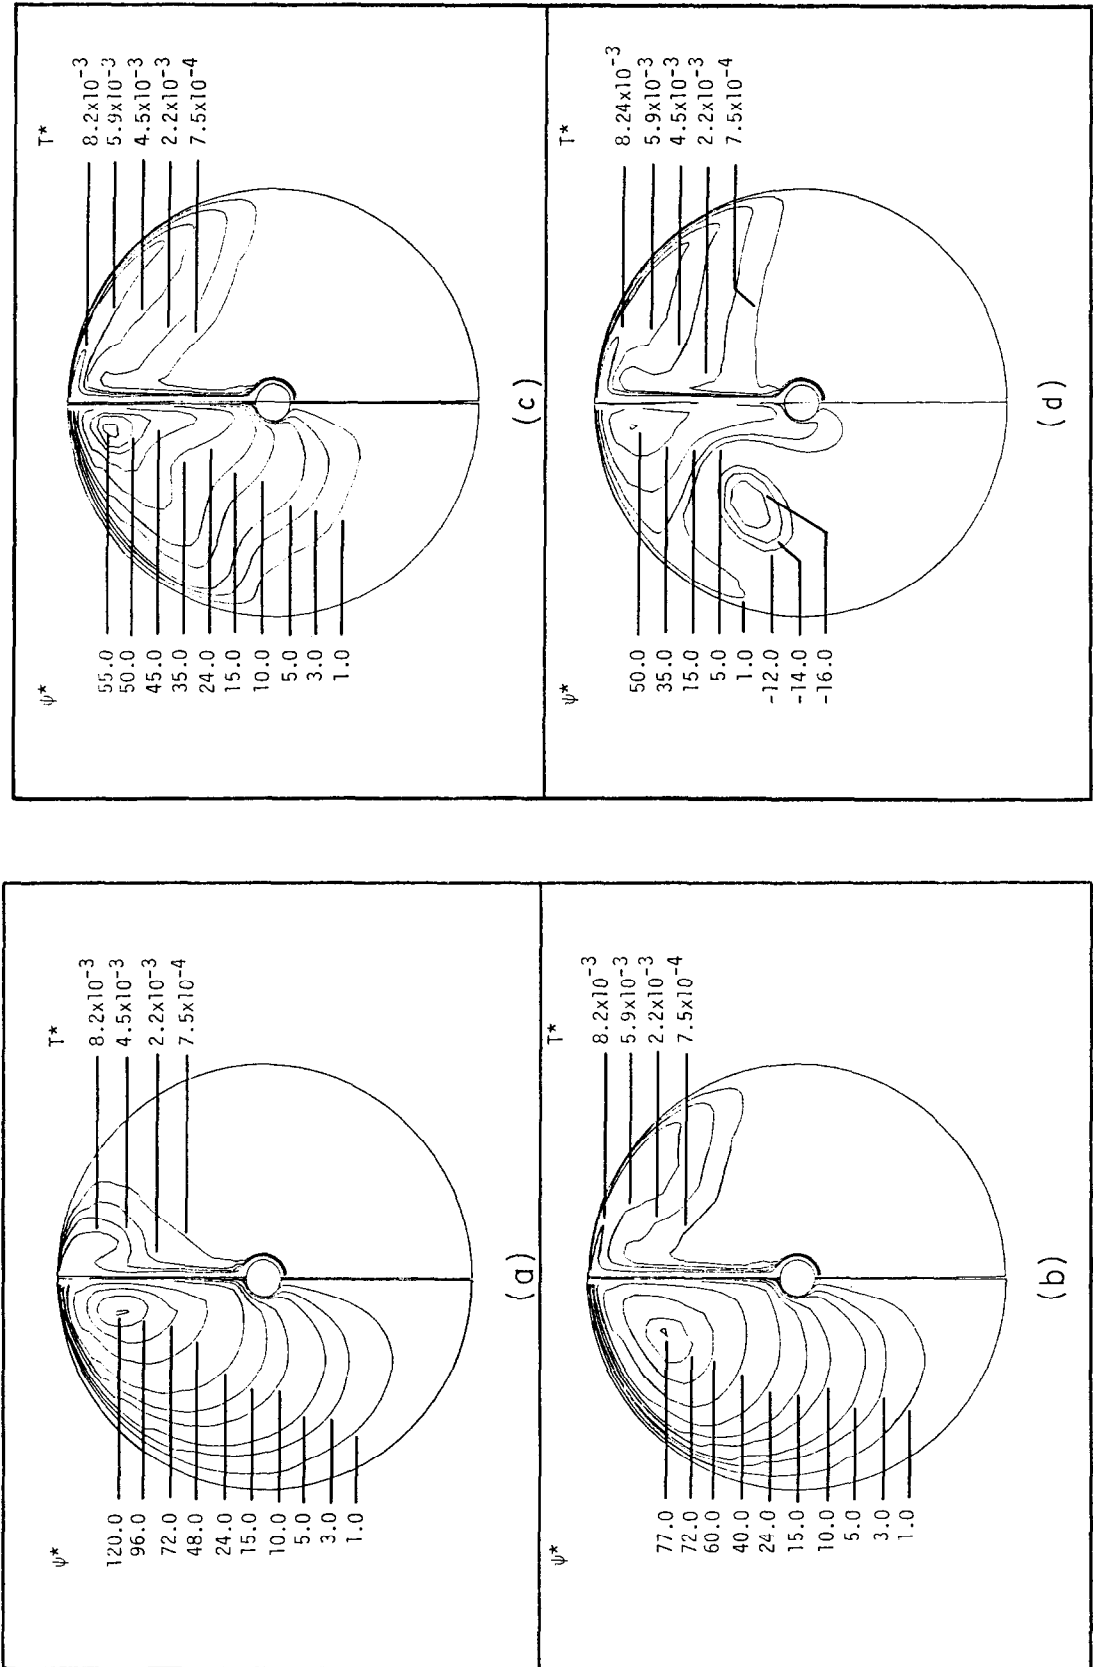 ψ*
120.0
96.0
72.0
48.0
24.0
15.0
10.0
5.0
3.0
1.0
T*
8.2x10⁻³
4.5x10⁻³
2.2x10⁻³
7.5x10⁻⁴
(a)
ψ*
77.0
72.0
60.0
40.0
24.0
15.0
10.0
5.0
3.0
1.0
T*
8.2x10⁻³
5.9x10⁻³
2.2x10⁻³
7.5x10⁻⁴
(b)
ψ*
55.0
50.0
45.0
35.0
24.0
15.0
10.0
5.0
3.0
1.0
T*
8.2x10⁻³
5.9x10⁻³
4.5x10⁻³
2.2x10⁻³
7.5x10⁻⁴
(c)
ψ*
50.0
35.0
15.0
5.0
1.0
-12.0
-14.0
-16.0
T*
8.24x10⁻³
5.9x10⁻³
4.5x10⁻³
2.2x10⁻³
7.5x10⁻⁴
(d)